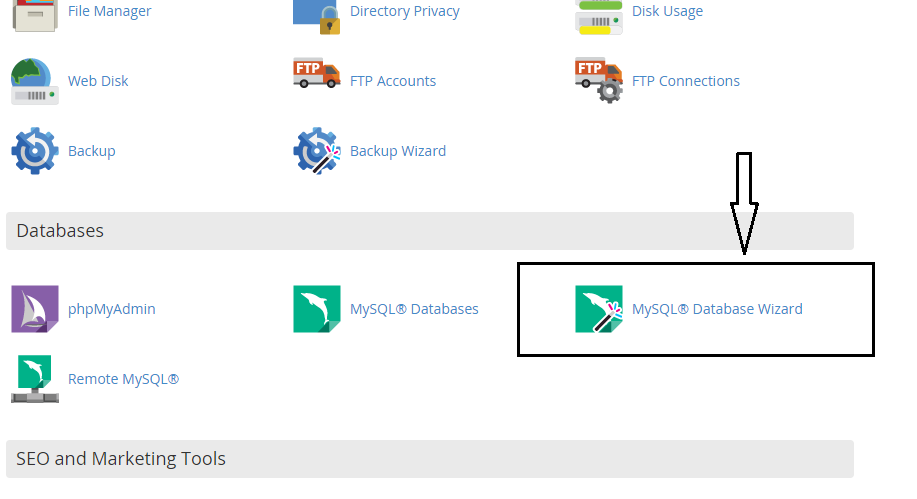 File Manager
Directory Privacy
Disk Usage
Web Disk
FTP
FTP Accounts
FTP
FTP Connections
Backup
Backup Wizard
Databases
phpMyAdmin
MySQL® Databases
MySQL® Database Wizard
Remote MySQL®
SEO and Marketing Tools